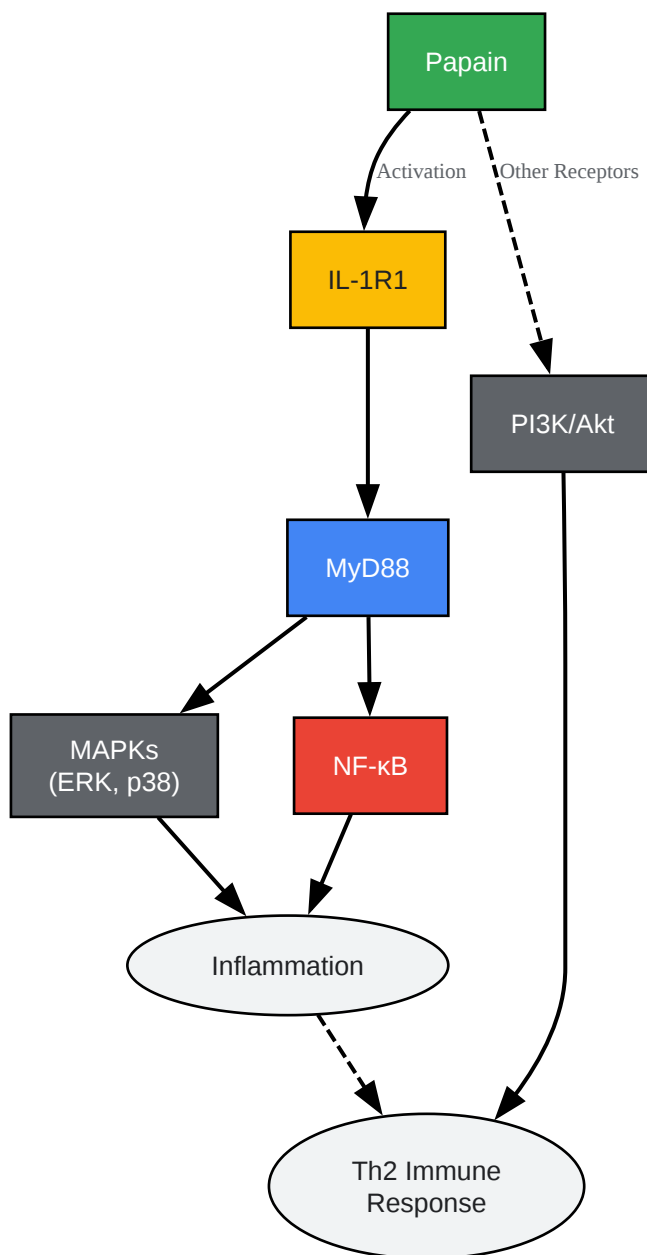 Papain
Activation
Other Receptors
IL-1R1
PI3K/Akt
MyD88
MAPKs
(ERK, p38)
NF-κB
Inflammation
Th2 Immune
Response